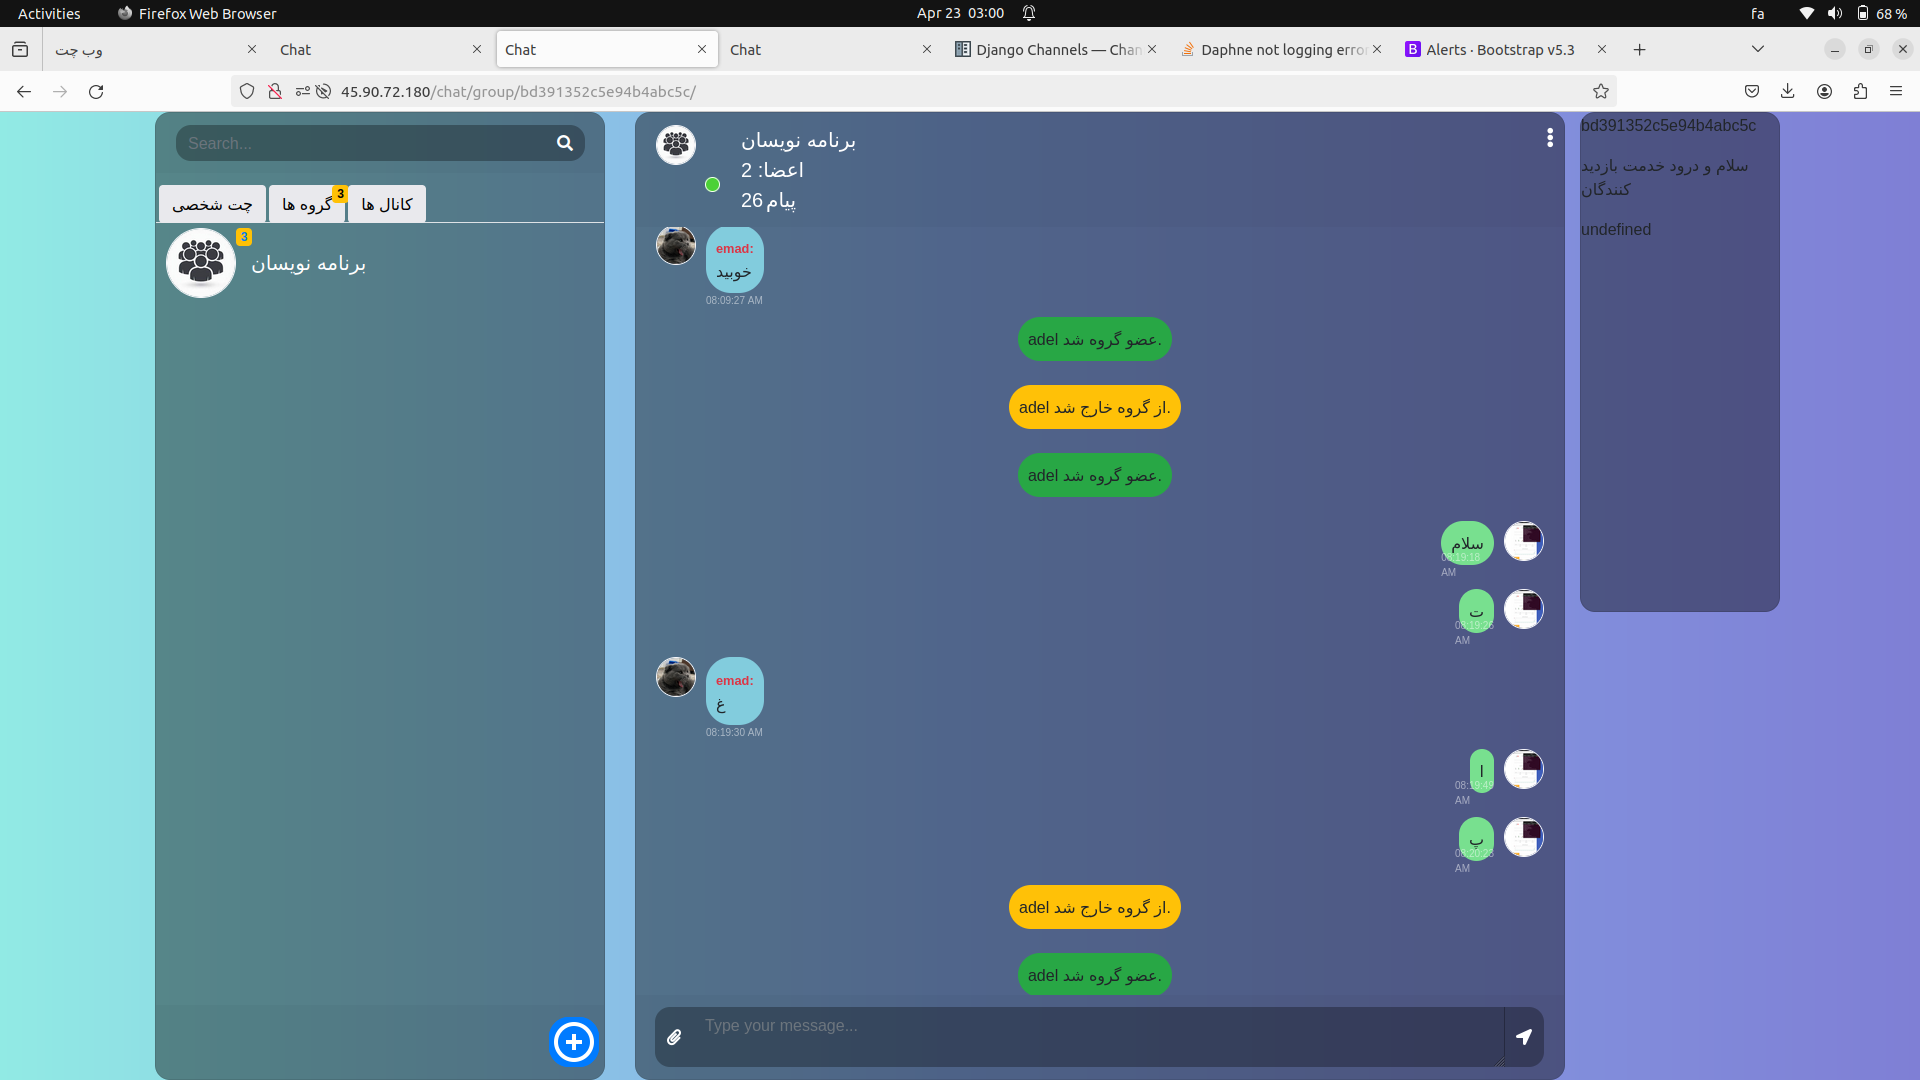 Activities
Firefox Web Browser
Apr 23 03:00
fa
68 %
وب چت
Chat
Chat
Chat
Django Channels — Chan
Daphne not logging error
Alerts · Bootstrap v5.3
45.90.72.180/chat/group/bd391352c5e94b4abc5c/
Search...
چت شخصی
گروه ها
3
کانال ها
3
برنامه نویسان
برنامه نویسان
اعضا: 2
26 پیام
emad:
خوبید
08:09:27 AM
adel عضو گروه شد.
adel از گروه خارج شد.
adel عضو گروه شد.
سلام
08:19:18 AM
ت
08:19:26 AM
emad:
غ
08:19:30 AM
ا
08:19:49 AM
پ
08:20:23 AM
adel از گروه خارج شد.
adel عضو گروه شد.
Type your message...
bd391352c5e94b4abc5c
سلام و درود خدمت بازدید
کنندگان
undefined